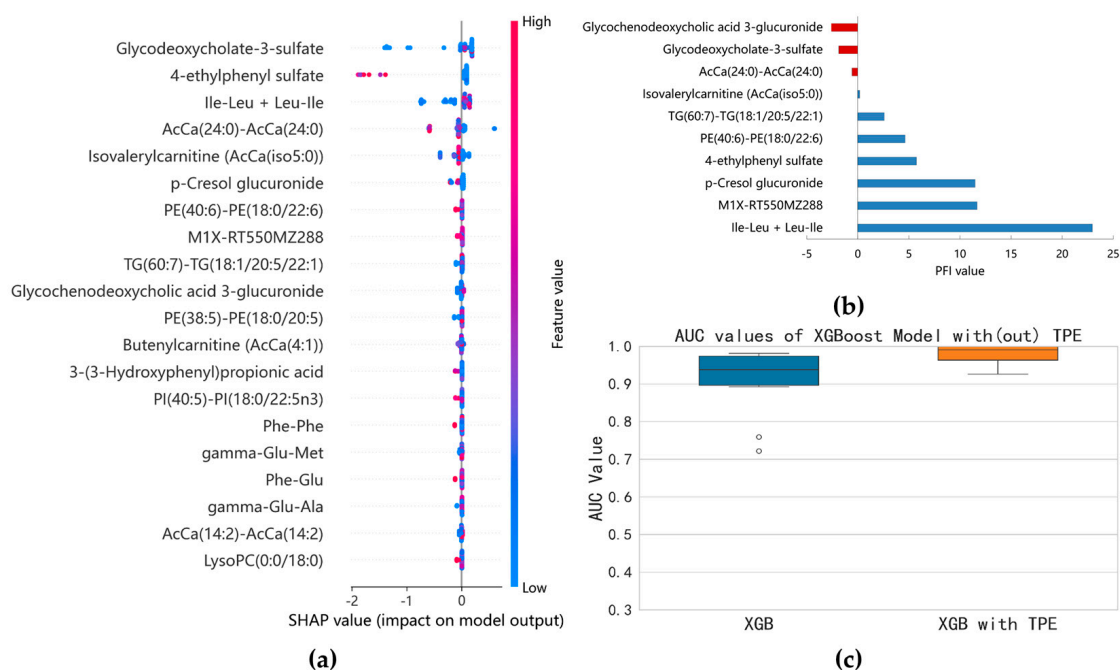 High
Glycodeoxycholate-3-sulfate
4-ethylphenyl sulfate
Ile-Leu + Leu-Ile
AcCa(24:0)-AcCa(24:0)
Isovalerylcarnitine (AcCa(iso5:0))
p-Cresol glucuronide
PE(40:6)-PE(18:0/22:6)
M1X-RT550MZ288
TG(60:7)-TG(18:1/20:5/22:1)
Glycochenodeoxycholic acid 3-glucuronide
PE(38:5)-PE(18:0/20:5)
Butenylcarnitine (AcCa(4:1))
3-(3-Hydroxyphenyl)propionic acid
PI(40:5)-PI(18:0/22:5n3)
Phe-Phe
gamma-Glu-Met
Phe-Glu
gamma-Glu-Ala
AcCa(14:2)-AcCa(14:2)
LysoPC(0:0/18:0)
Low
Feature value
-2 -1 0
SHAP value (impact on model output)
(a)
Glycochenodeoxycholic acid 3-glucuronide
Glycodeoxycholate-3-sulfate
AcCa(24:0)-AcCa(24:0)
Isovalerylcarnitine (AcCa(iso5:0))
TG(60:7)-TG(18:1/20:5/22:1)
PE(40:6)-PE(18:0/22:6)
4-ethylphenyl sulfate
p-Cresol glucuronide
M1X-RT550MZ288
Ile-Leu + Leu-Ile
-5 0 5 10 15 20 25
PFI value
(b)
AUC values of XGBoost Model with(out) TPE
1.0
0.9
0.8
0.7
0.6
0.5
0.4
0.3
AUC Value
XGB XGB with TPE
(c)